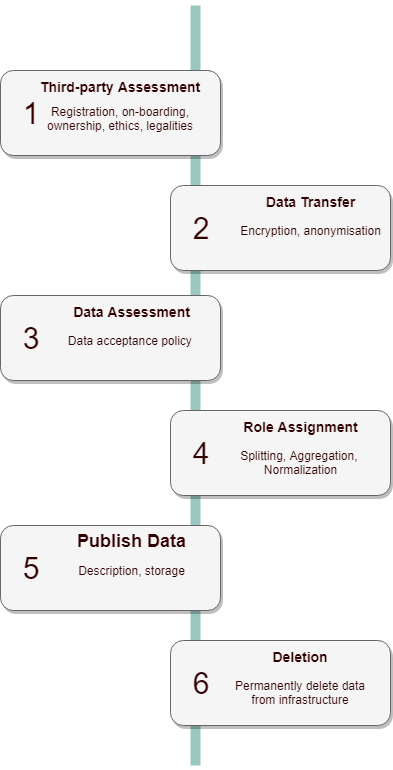 Third-party Assessment
1
Registration, on-boarding,
ownership, ethics, legalities
Data Transfer
2
Encryption, anonymisation
Data Assessment
3
Data acceptance policy
Role Assignment
4
Splitting, Aggregation,
Normalization
Publish Data
5
Description, storage
Deletion
6
Permanently delete data
from infrastructure